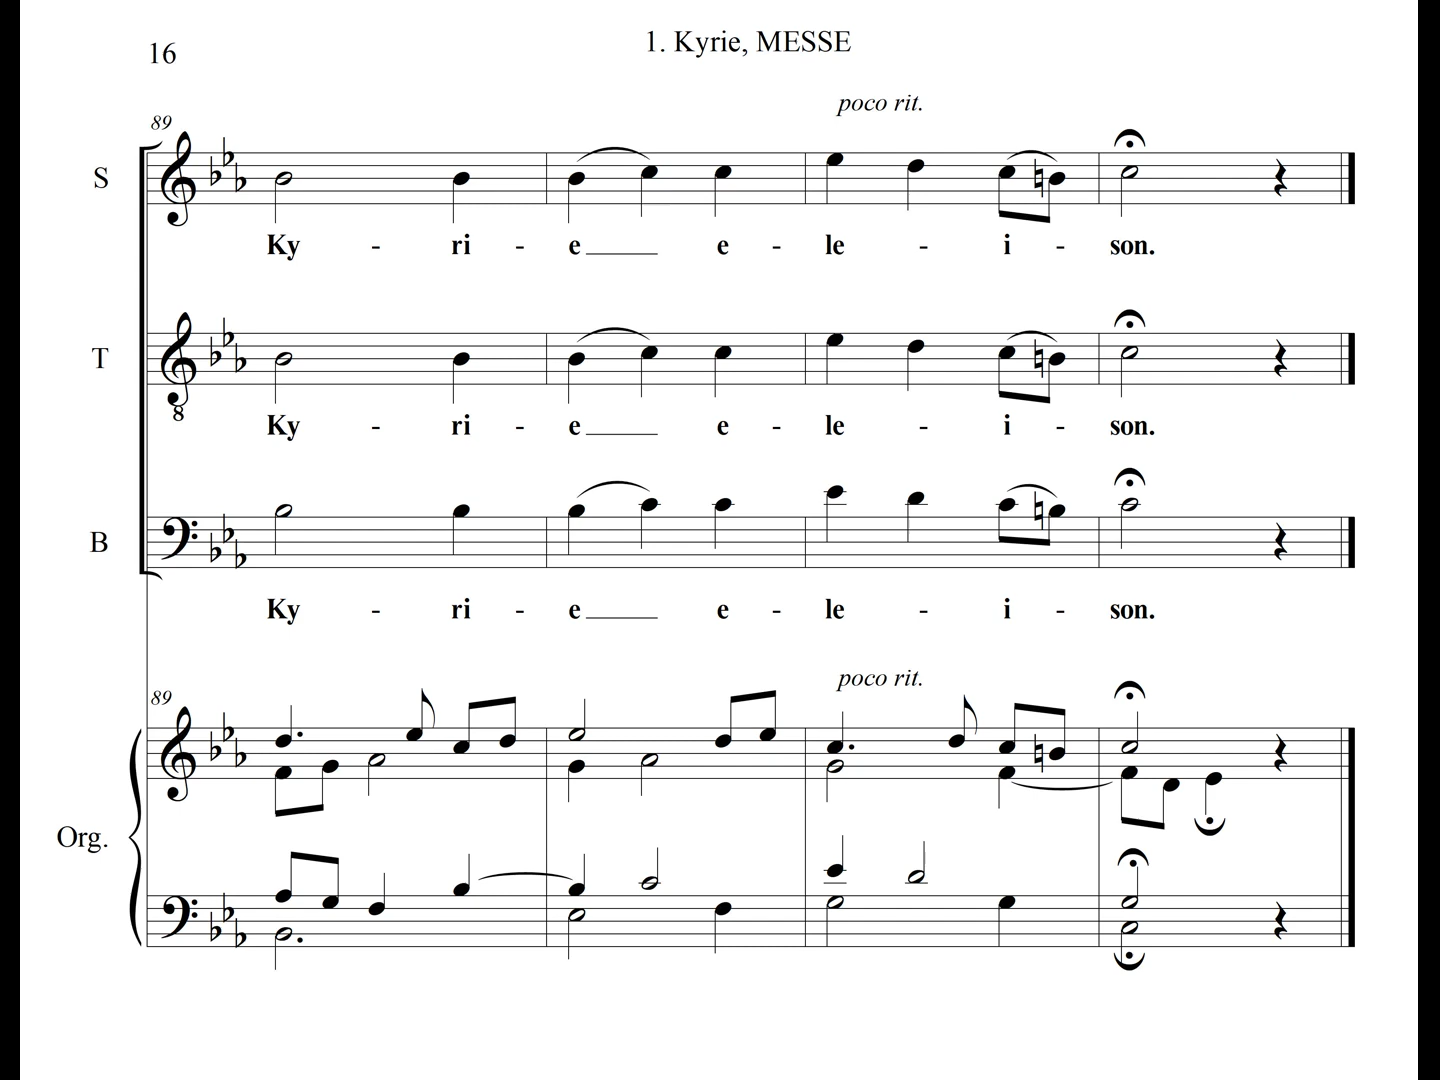 16
1. Kyrie, MESSE
poco rit.
89
S
Ky - ri - e e - le - i - son.
T
8
Ky - ri - e e - le - i - son.
B
Ky - ri - e e - le - i - son.
poco rit.
89
Org.